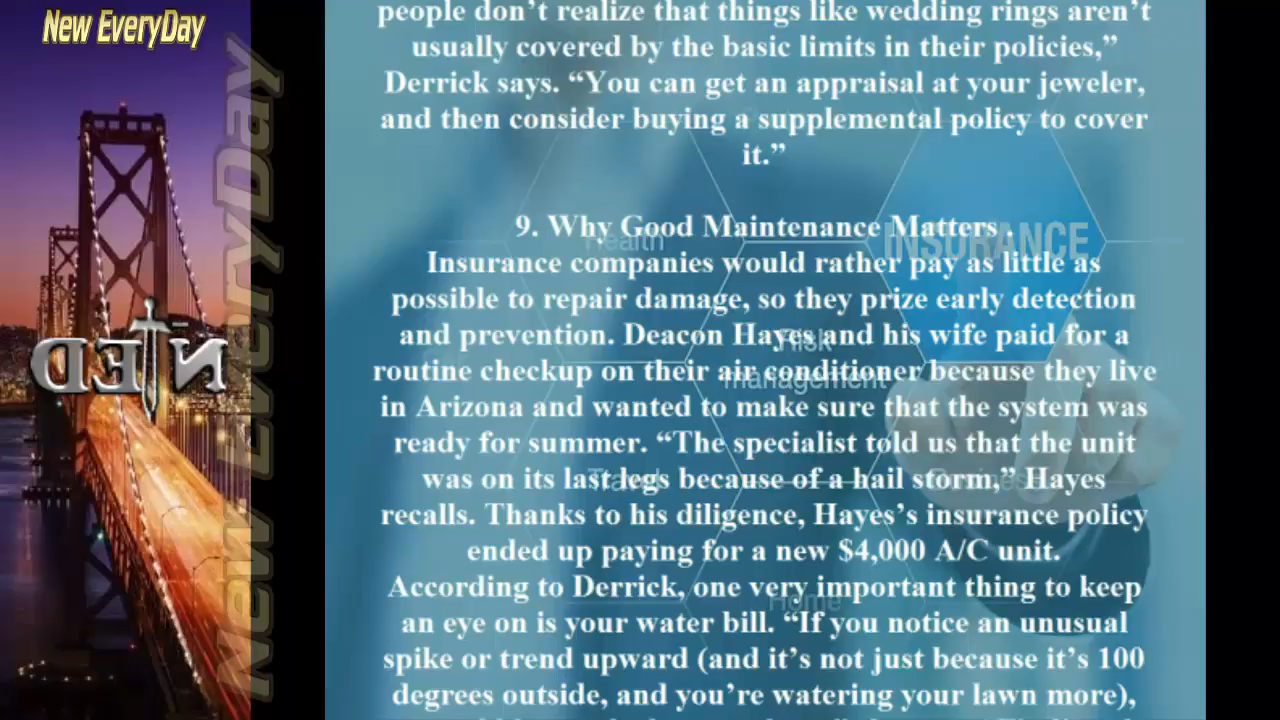 New EveryDay
New EveryDay
people don’t realize that things like wedding rings aren’t
usually covered by the basic limits in their policies,”
Derrick says. “You can get an appraisal at your jeweler,
and then consider buying a supplemental policy to cover
it.”
9. Why Good Maintenance Matters .
Insurance companies would rather pay as little as
possible to repair damage, so they prize early detection
and prevention. Deacon Hayes and his wife paid for a
routine checkup on their air conditioner because they live
in Arizona and wanted to make sure that the system was
ready for summer. “The specialist told us that the unit
was on its last legs because of a hail storm,” Hayes
recalls. Thanks to his diligence, Hayes’s insurance policy
ended up paying for a new $4,000 A/C unit.
According to Derrick, one very important thing to keep
an eye on is your water bill. “If you notice an unusual
spike or trend upward (and it’s not just because it’s 100
degrees outside, and you’re watering your lawn more),
Health
INSURANCE
Risk
management
Travel
Business
Home